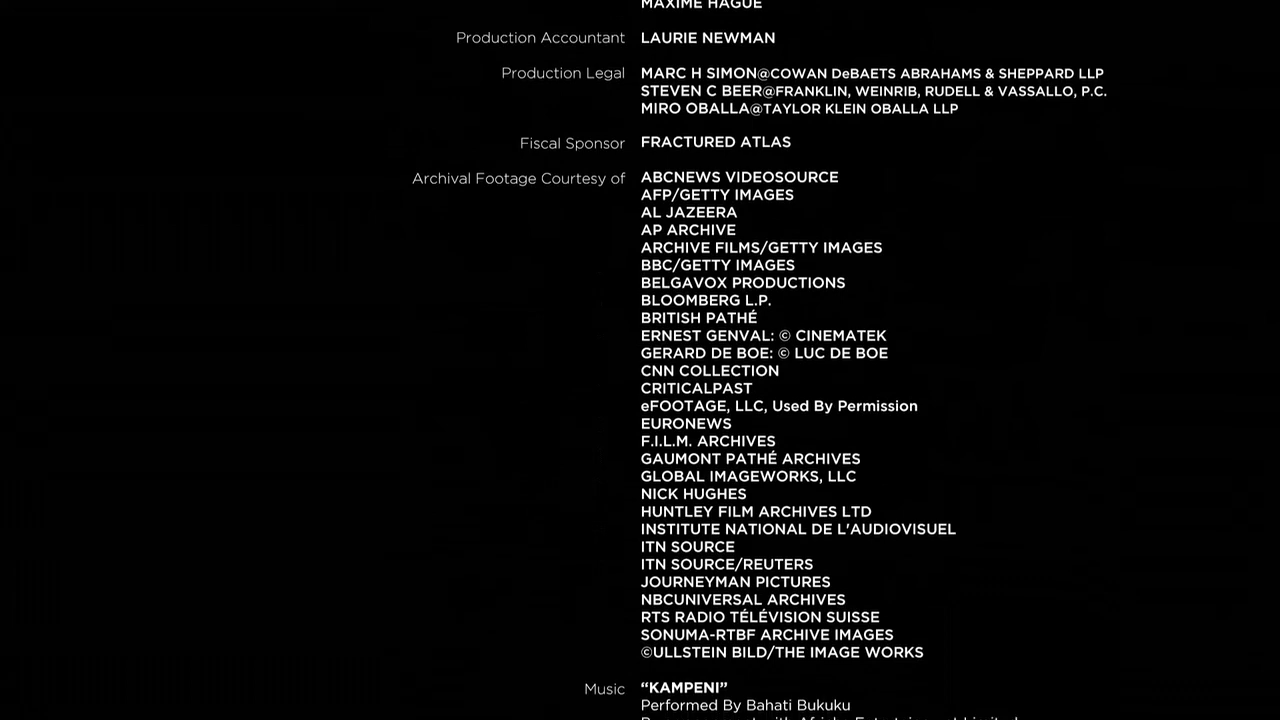 MAXIME HAGUE
Production Accountant LAURIE NEWMAN
Production Legal MARC H SIMON@COWAN DeBAETS ABRAHAMS & SHEPPARD LLP
STEVEN C BEER@FRANKLIN, WEINRIB, RUDELL & VASSALLO, P.C.
MIRO OBALLA@TAYLOR KLEIN OBALLA LLP
Fiscal Sponsor FRACTURED ATLAS
Archival Footage Courtesy of ABCNEWS VIDEOSOURCE
AFP/GETTY IMAGES
AL JAZEERA
AP ARCHIVE
ARCHIVE FILMS/GETTY IMAGES
BBC/GETTY IMAGES
BELGAVOX PRODUCTIONS
BLOOMBERG L.P.
BRITISH PATHÉ
ERNEST GENVAL: © CINEMATEK
GERARD DE BOE: © LUC DE BOE
CNN COLLECTION
CRITICALPAST
eFOOTAGE, LLC, Used By Permission
EURONEWS
F.I.L.M. ARCHIVES
GAUMONT PATHÉ ARCHIVES
GLOBAL IMAGEWORKS, LLC
NICK HUGHES
HUNTLEY FILM ARCHIVES LTD
INSTITUTE NATIONAL DE L'AUDIOVISUEL
ITN SOURCE
ITN SOURCE/REUTERS
JOURNEYMAN PICTURES
NBCUNIVERSAL ARCHIVES
RTS RADIO TÉLÉVISION SUISSE
SONUMA-RTBF ARCHIVE IMAGES
©ULLSTEIN BILD/THE IMAGE WORKS
Music “KAMPENI”
Performed By Bahati Bukuku